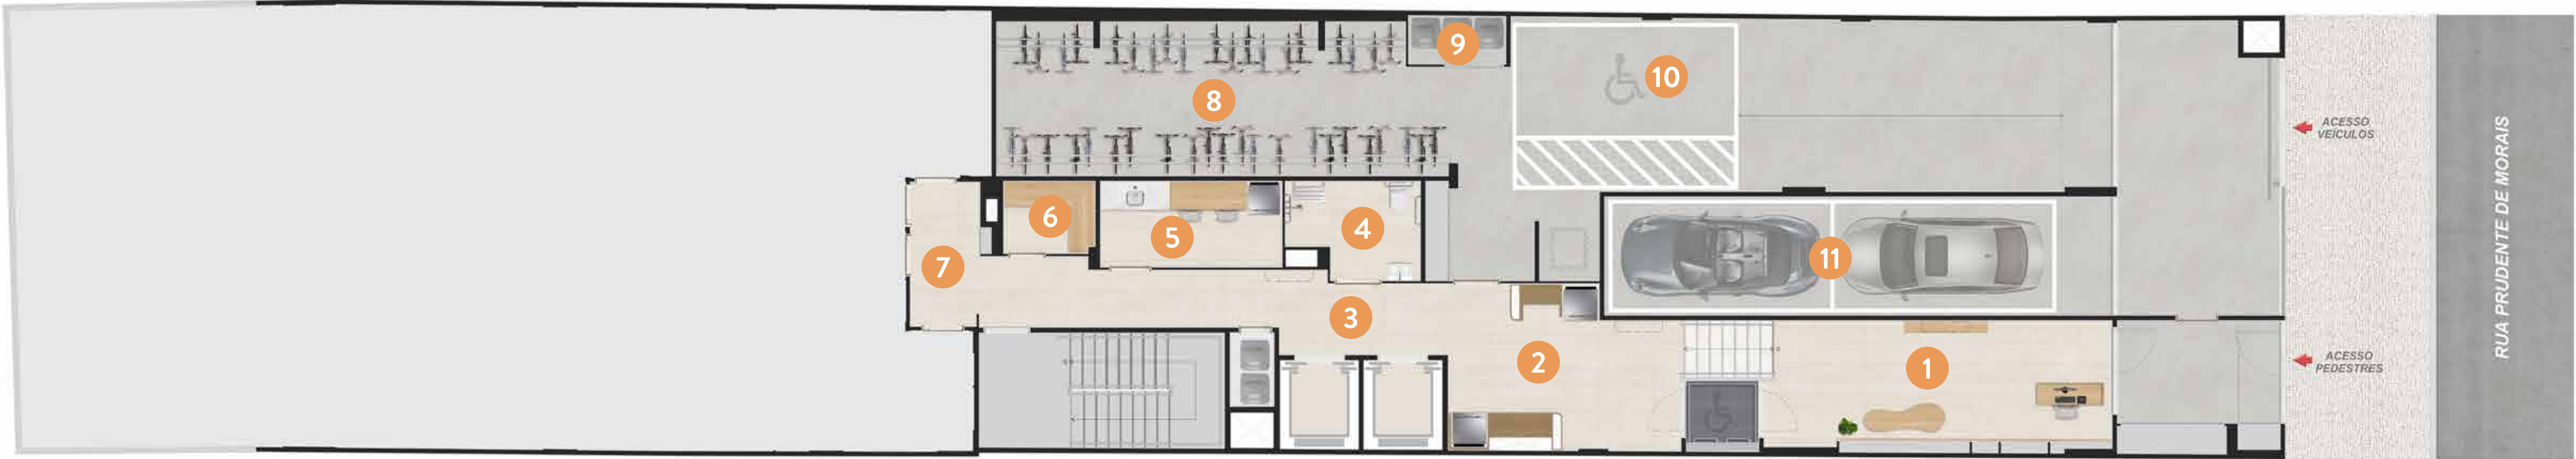 9
10
8
ACESSO
VEÍCULOS
6
5
4
7
11
3
2
1
ACESSO
PEDESTRES
RUA PRUDENTE DE MORAIS